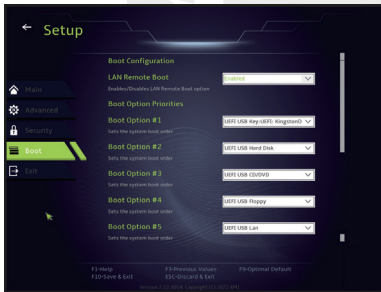 Setup
Boot Configuration
LAN Remote Boot
Enabled
Enables/Disables LAN Remote Boot option
Boot Option Priorities
Boot Option #1
UEFI USB Key:UEFI: KingstonD
Sets the system boot order
Boot Option #2
UEFI USB Hard Disk
Sets the system boot order
Boot Option #3
UEFI USB CD/DVD
Sets the system boot order
Boot Option #4
UEFI USB Floppy
Sets the system boot order
Boot Option #5
UEFI USB Lan
Sets the system boot order
Main
Advanced
Security
Boot
Exit
F1-Help
F3-Previous Values
F9-Optimal Default
F10-Save & Exit
ESC-Discard & Exit